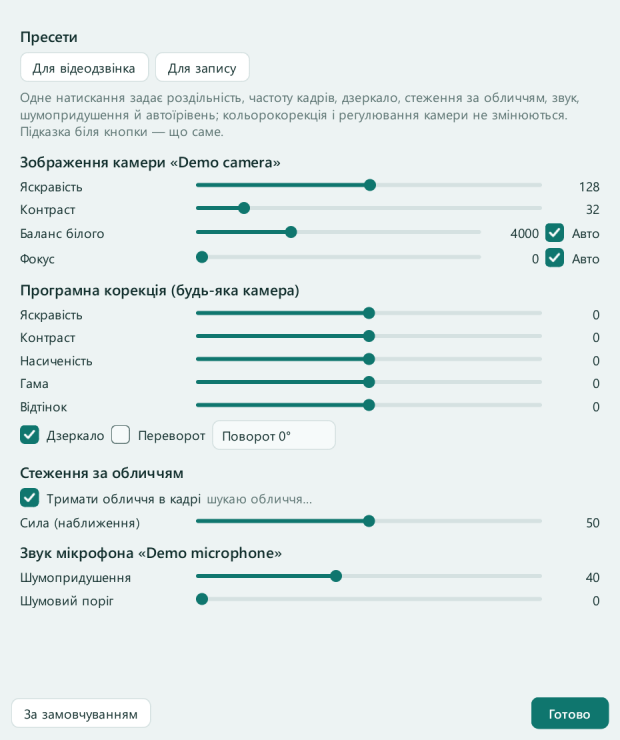 Пресети
Для відеодзвінка Для запису
Одне натискання задає роздільність, частоту кадрів, дзеркало, стеження за обличчям, звук,
шумопридушення й автоїрівень; кольорокорекція і регулювання камери не змінюються.
Підказка біля кнопки — що саме.
Зображення камери «Demo camera»
Яскравість 128
Контраст 32
Баланс білого 4000 Авто
Фокус 0 Авто
Програмна корекція (будь-яка камера)
Яскравість 0
Контраст 0
Насиченість 0
Гама 0
Відтінок 0
Дзеркало Переворот Поворот 0°
Стеження за обличчям
Тримати обличчя в кадрі шукаю обличчя...
Сила (наближення) 50
Звук мікрофона «Demo microphone»
Шумопридушення 40
Шумовий поріг 0
За замовчуванням Готово